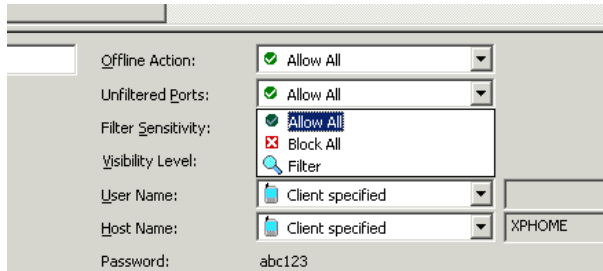 Offline Action: Allow All
Unfiltered Ports: Allow All
Filter Sensitivity: Allow All
Block All
Visibility Level: Filter
User Name: Client specified
Host Name: Client specified XPHOME
Password: abc123